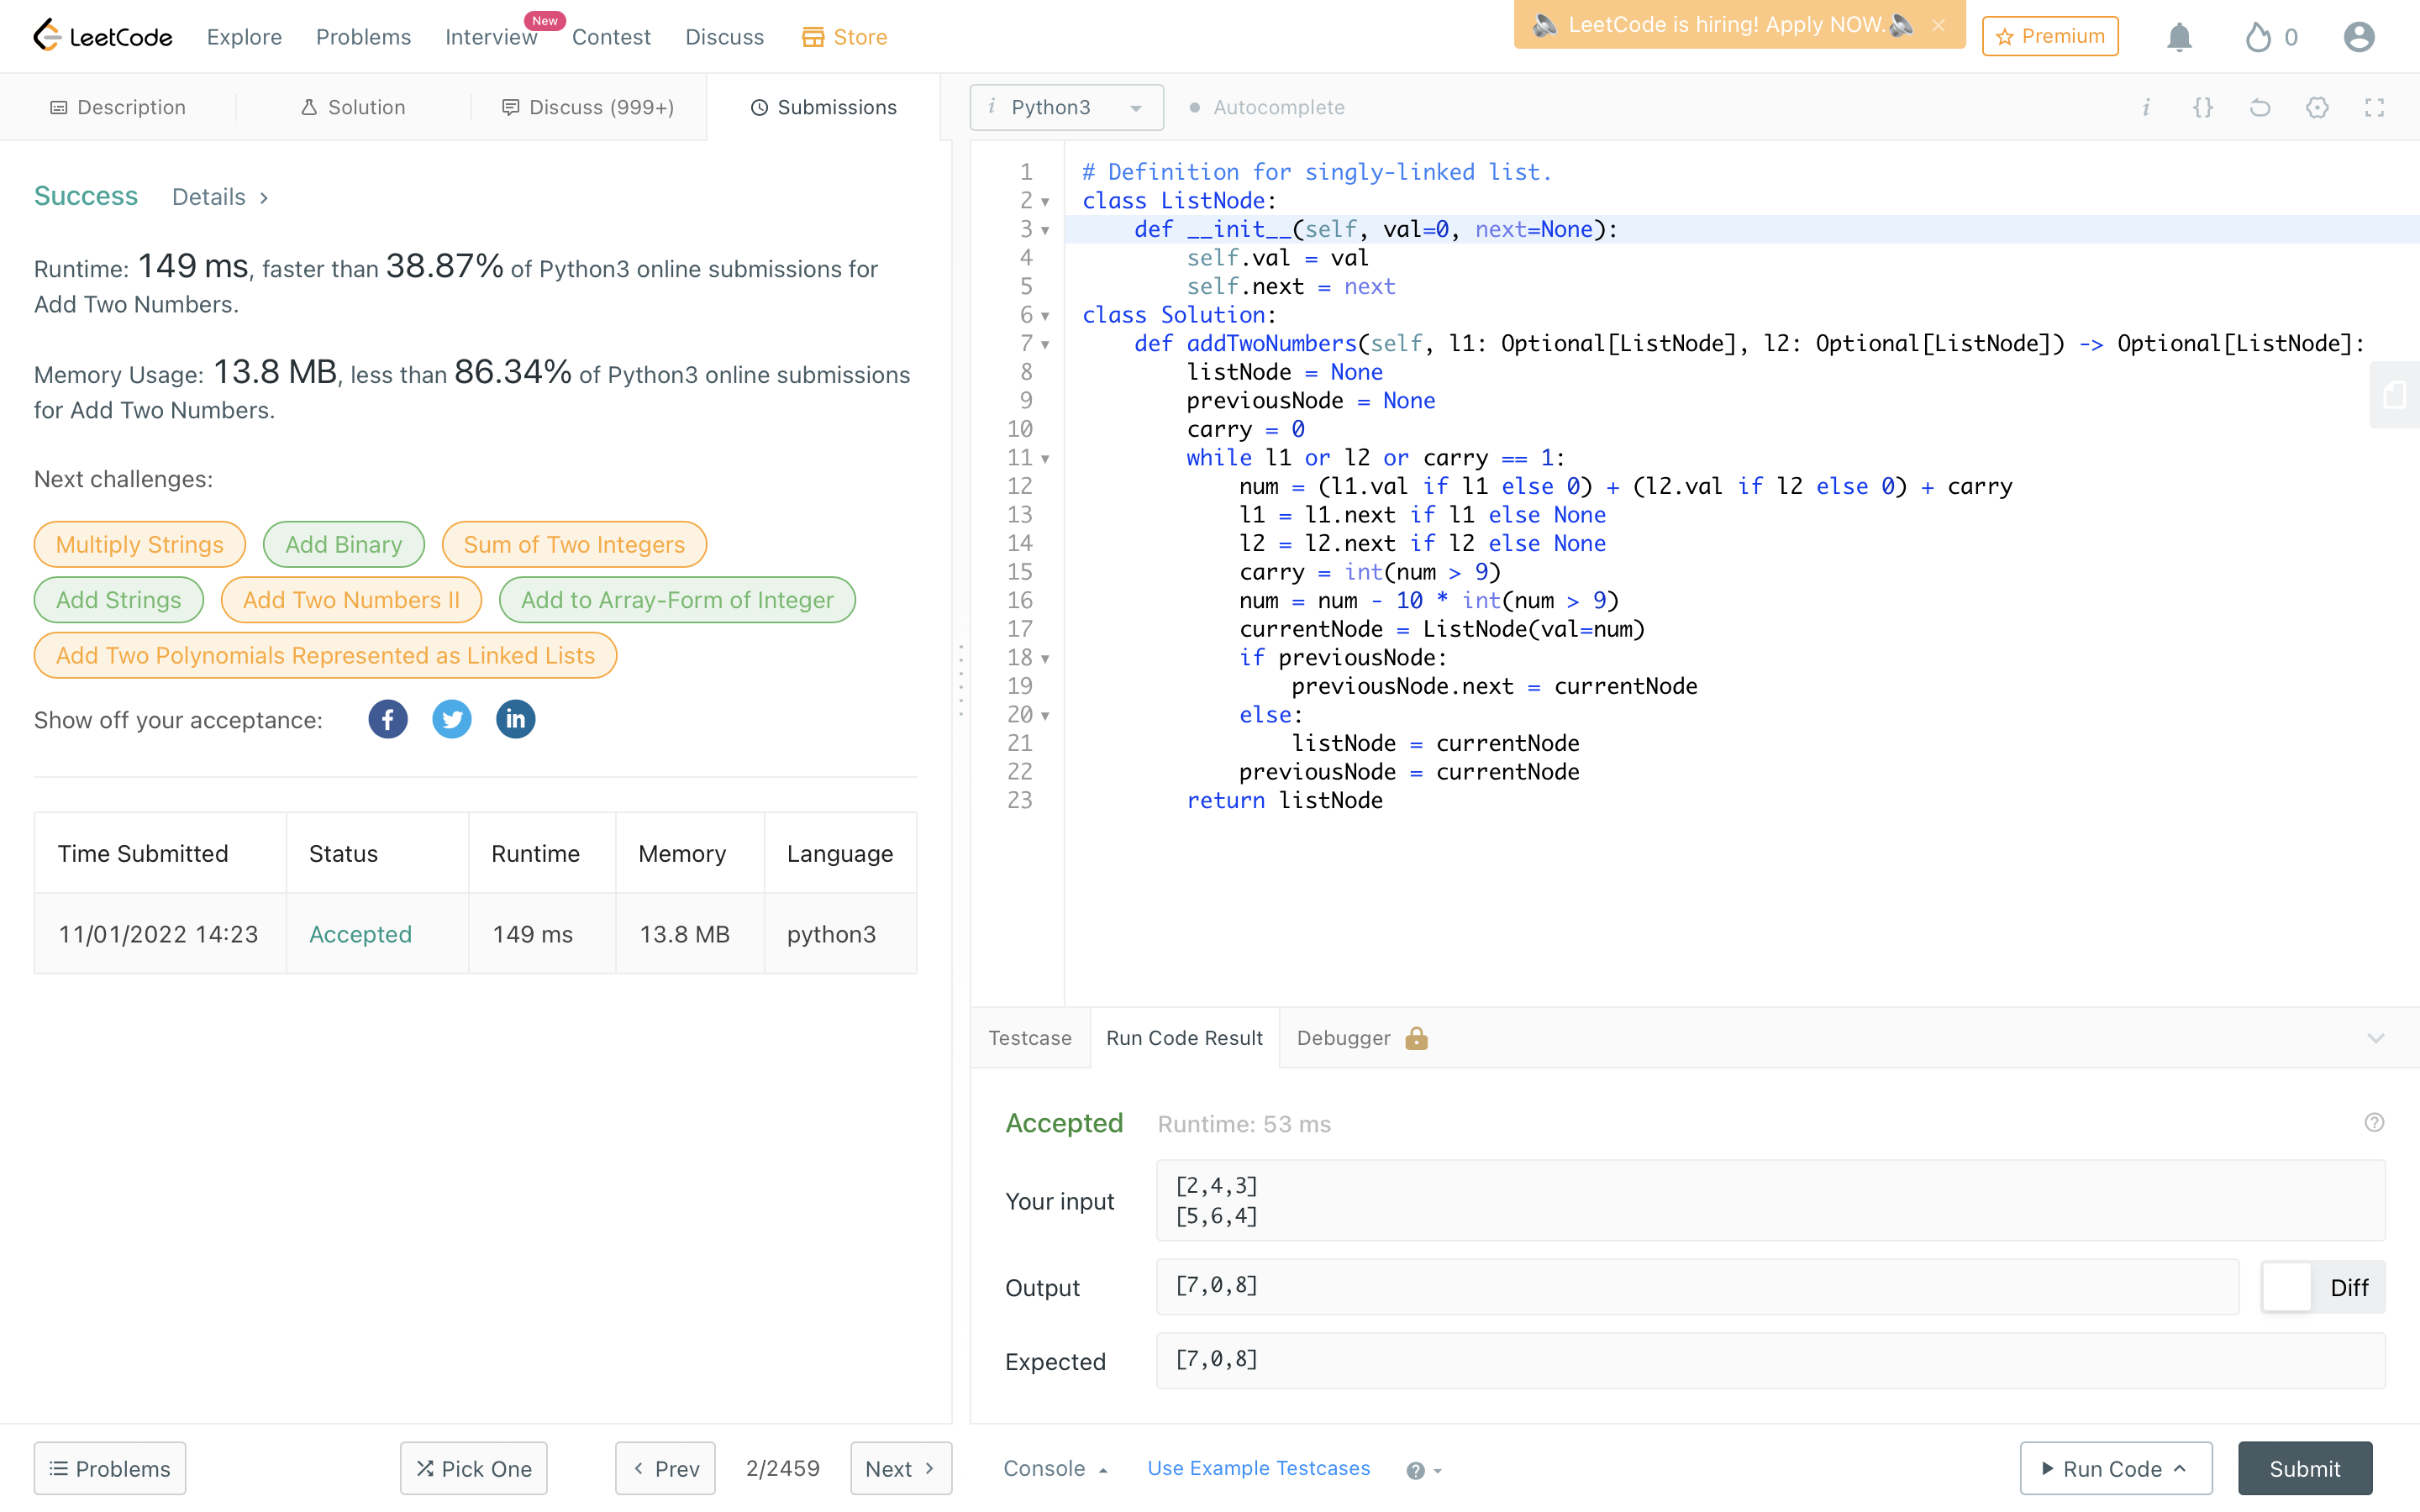 LeetCode
Explore
Problems
Interview
New
Contest
Discuss
Store
LeetCode is hiring! Apply NOW.
Premium
0
Description
Solution
Discuss (999+)
Submissions
Success
Details
Runtime: 149 ms, faster than 38.87% of Python3 online submissions for
Add Two Numbers.
Memory Usage: 13.8 MB, less than 86.34% of Python3 online submissions
for Add Two Numbers.
Next challenges:
Multiply Strings
Add Binary
Sum of Two Integers
Add Strings
Add Two Numbers II
Add to Array-Form of Integer
Add Two Polynomials Represented as Linked Lists
Show off your acceptance:
Time Submitted Status Runtime Memory Language
11/01/2022 14:23 Accepted 149 ms 13.8 MB python3
Problems
Pick One
Prev
2/2459
Next
i Python3
Autocomplete
i {}
1 # Definition for singly-linked list.
2 class ListNode:
3     def __init__(self, val=0, next=None):
4         self.val = val
5         self.next = next
6 class Solution:
7     def addTwoNumbers(self, l1: Optional[ListNode], l2: Optional[ListNode]) -> Optional[ListNode]:
8         listNode = None
9         previousNode = None
10         carry = 0
11         while l1 or l2 or carry == 1:
12             num = (l1.val if l1 else 0) + (l2.val if l2 else 0) + carry
13             l1 = l1.next if l1 else None
14             l2 = l2.next if l2 else None
15             carry = int(num > 9)
16             num = num - 10 * int(num > 9)
17             currentNode = ListNode(val=num)
18             if previousNode:
19                 previousNode.next = currentNode
20             else:
21                 listNode = currentNode
22             previousNode = currentNode
23         return listNode
Testcase
Run Code Result
Debugger
Accepted
Runtime: 53 ms
Your input
[2,4,3]
[5,6,4]
Output
[7,0,8]
Diff
Expected
[7,0,8]
Console
Use Example Testcases
Run Code
Submit